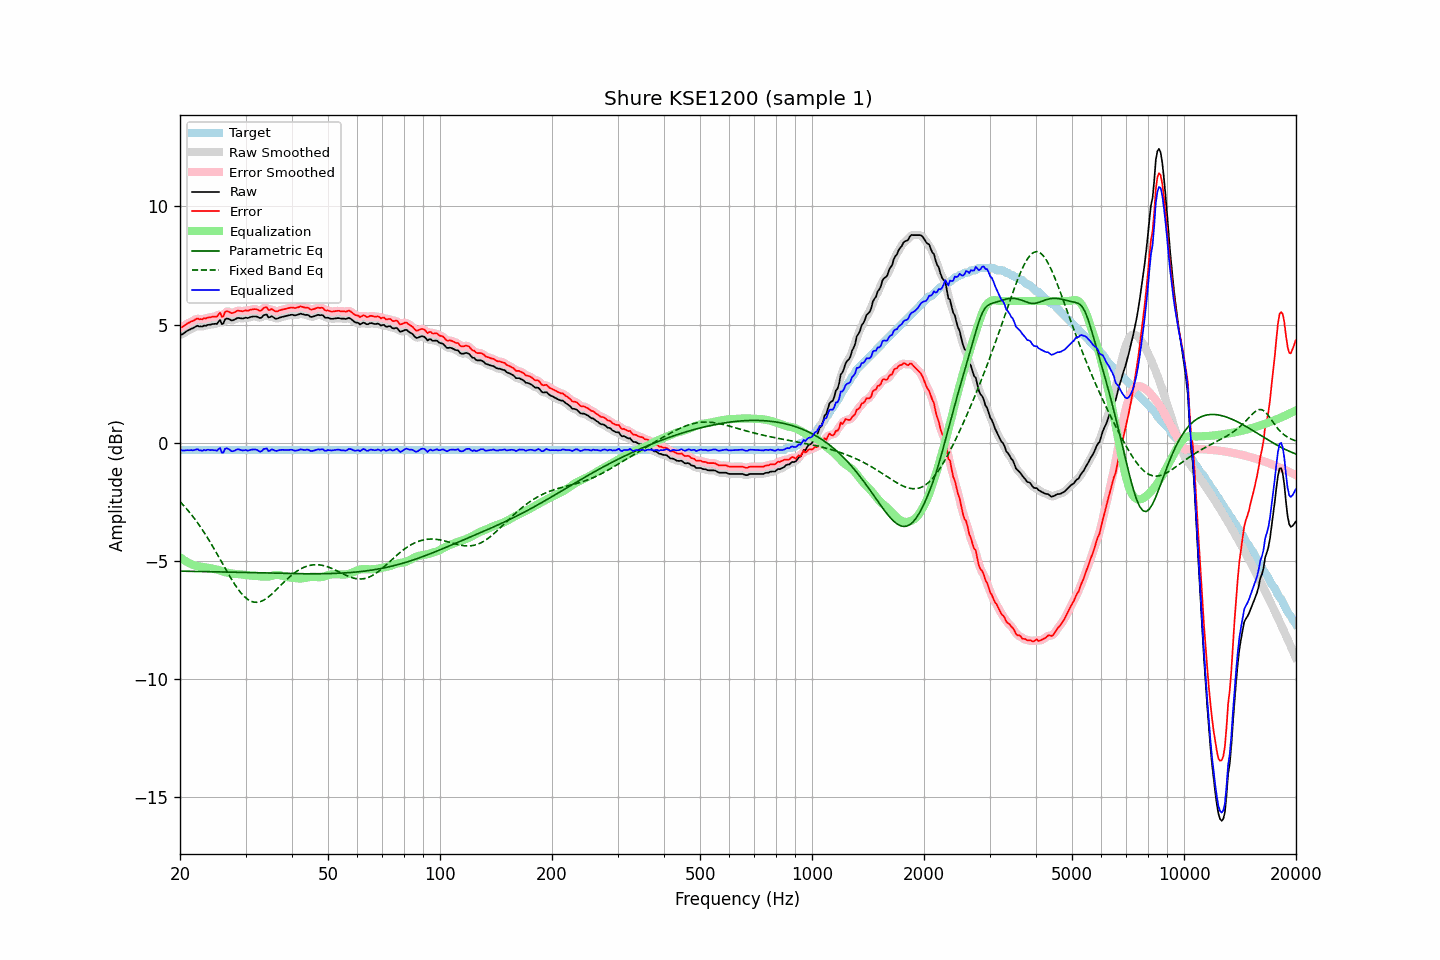 Shure KSE1200 (sample 1)
Target
Raw Smoothed
Error Smoothed
Raw
Error
Equalization
Parametric Eq
Fixed Band Eq
Equalized
10
5
0
−5
−10
−15
Amplitude (dBr)
20 50 100 200 500 1000 2000 5000 10000 20000
Frequency (Hz)